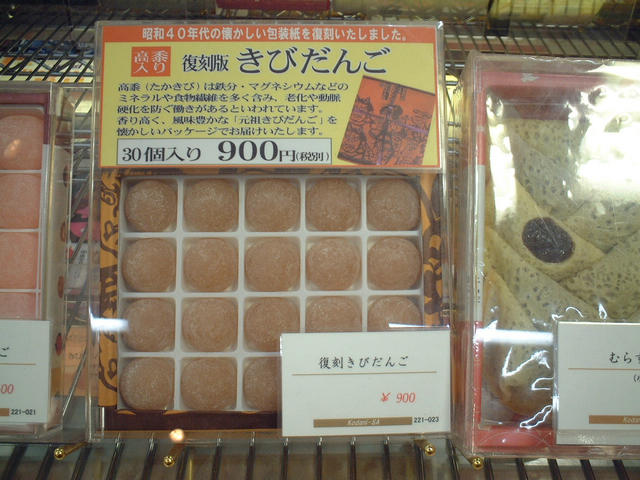 昭和40年代の懐かしい包装紙を復刻いたしました。
高黍入り
復刻版 きびだんご
高黍(たかきび)は鉄分・マグネシウムなどの
ミネラルや食物繊維を多く含み、老化や動脈
硬化を防ぐ働きがあるといわれています。
香り高く、風味豊かな「元祖きびだんご」を
懐かしいパッケージでお届けいたします。
30個入り 900円(税別)
復刻きびだんご
¥ 900
Kodani-SA
221-023
ご
00
221-021
むらす
Kodani